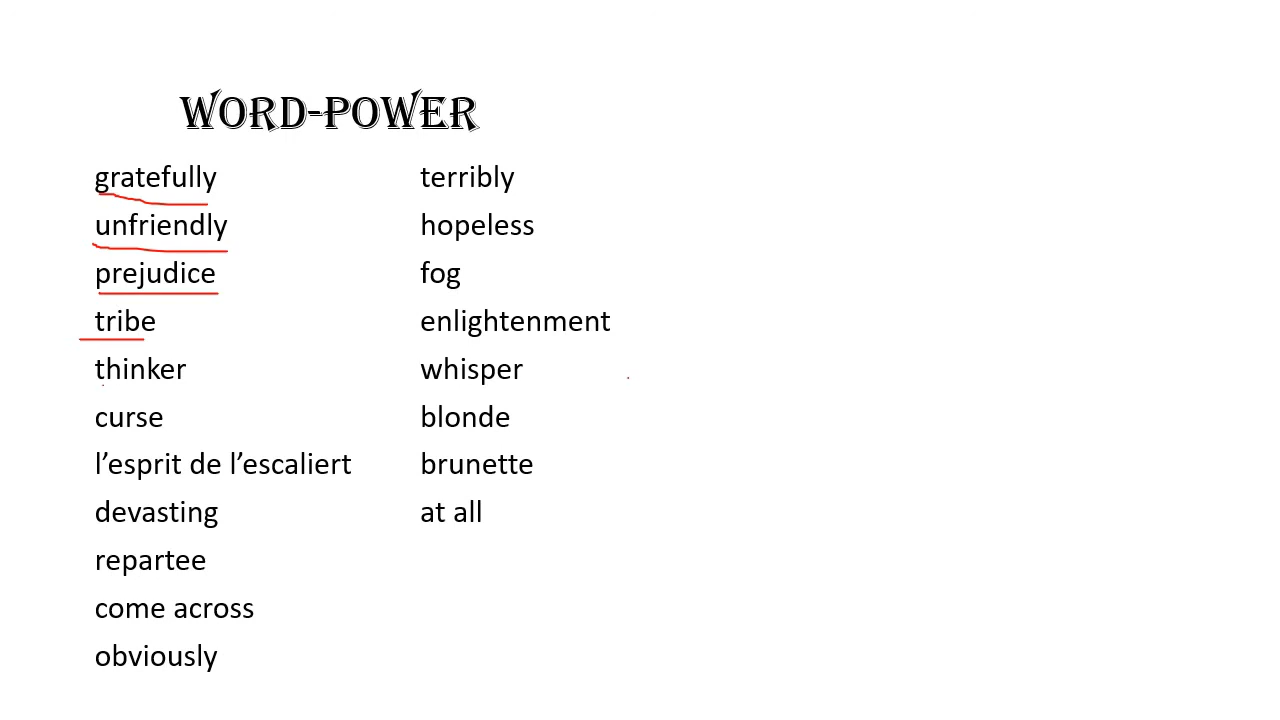 WORD-POWER
gratefully
unfriendly
prejudice
tribe
thinker
curse
l’esprit de l’escaliert
devasting
repartee
come across
obviously
terribly
hopeless
fog
enlightenment
whisper
blonde
brunette
at all